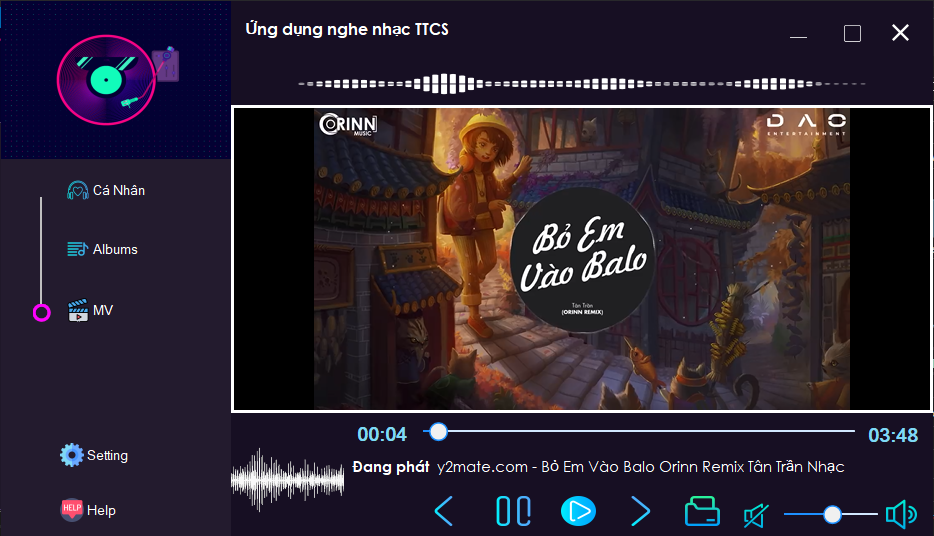 Ứng dụng nghe nhạc TTCS
Cá Nhân
Albums
MV
Setting
HELP
Help
ORINN
MUSIC
DAO
ENTERTAINMENT
Bỏ Em
Vào Balo
Tân Trần
(ORINN REMIX)
00:04
03:48
Đang phát y2mate.com - Bỏ Em Vào Balo Orinn Remix Tân Trần Nhạc